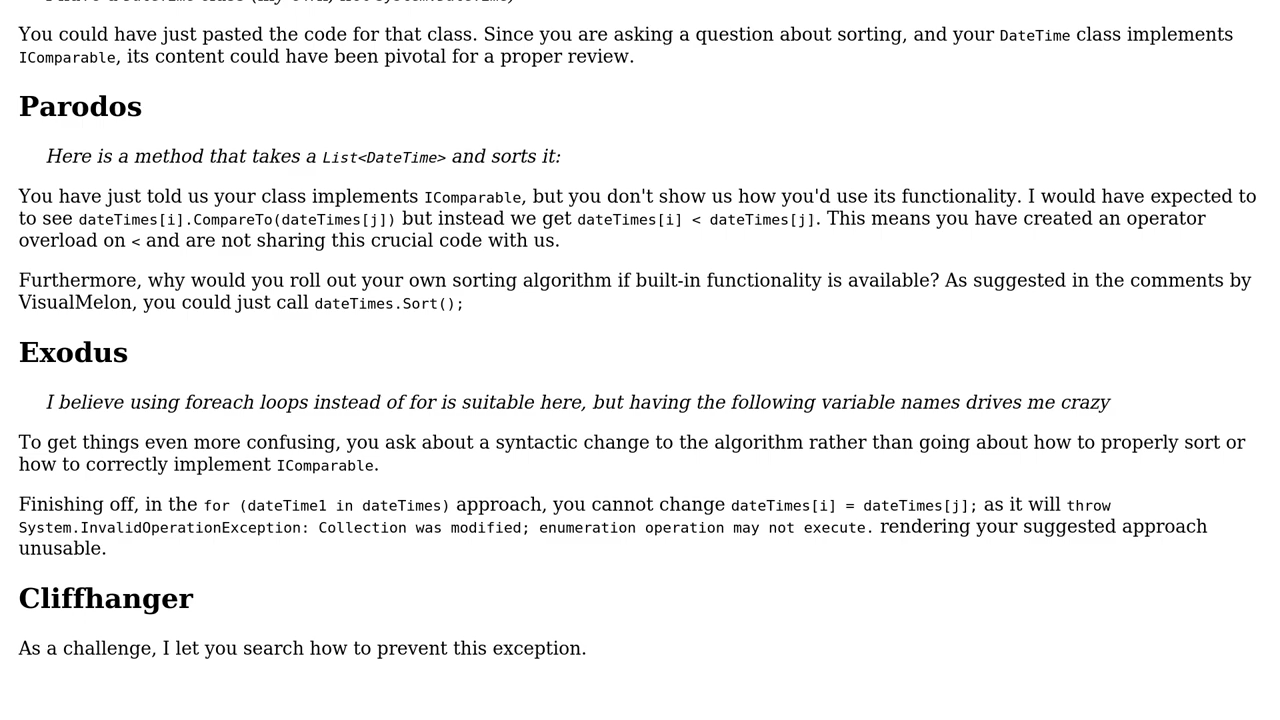 You could have just pasted the code for that class. Since you are asking a question about sorting, and your DateTime class implements
IComparable, its content could have been pivotal for a proper review.
Parodos
Here is a method that takes a List<DateTime> and sorts it:
You have just told us your class implements IComparable, but you don't show us how you'd use its functionality. I would have expected to
to see dateTimes[i].CompareTo(dateTimes[j]) but instead we get dateTimes[i] < dateTimes[j]. This means you have created an operator
overload on < and are not sharing this crucial code with us.
Furthermore, why would you roll out your own sorting algorithm if built-in functionality is available? As suggested in the comments by
VisualMelon, you could just call dateTimes.Sort();
Exodus
I believe using foreach loops instead of for is suitable here, but having the following variable names drives me crazy
To get things even more confusing, you ask about a syntactic change to the algorithm rather than going about how to properly sort or
how to correctly implement IComparable.
Finishing off, in the for (dateTime1 in dateTimes) approach, you cannot change dateTimes[i] = dateTimes[j]; as it will throw
System.InvalidOperationException: Collection was modified; enumeration operation may not execute. rendering your suggested approach
unusable.
Cliffhanger
As a challenge, I let you search how to prevent this exception.